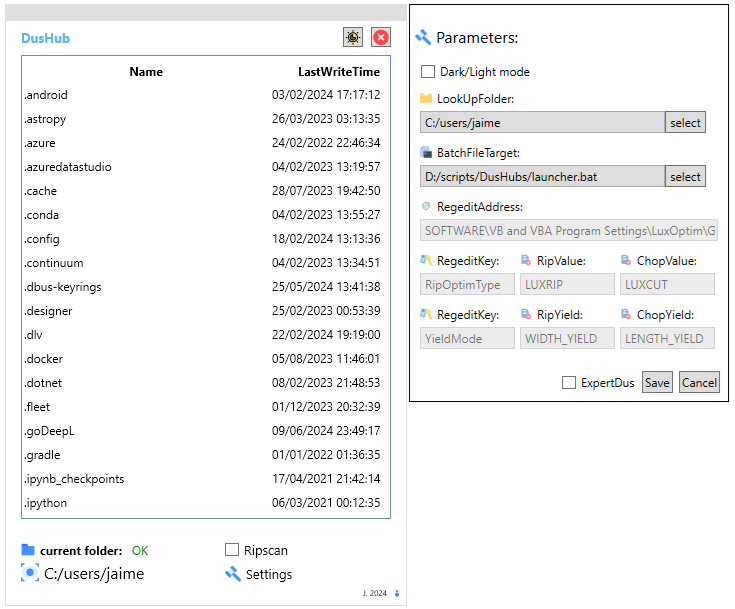 DusHub
Name LastWriteTime
.android 03/02/2024 17:17:12
.astropy 26/03/2023 03:13:35
.azure 24/02/2022 22:46:34
.azuredatastudio 04/02/2023 13:19:57
.cache 28/07/2023 19:42:50
.conda 04/02/2023 13:55:27
.config 18/02/2024 13:13:36
.continuum 04/02/2023 13:34:51
.dbus-keyrings 25/05/2024 13:41:38
.designer 25/02/2023 00:53:39
.dlv 22/02/2024 19:19:00
.docker 05/08/2023 11:46:01
.dotnet 08/02/2023 21:48:53
.fleet 01/12/2023 20:32:39
.goDeepL 09/06/2024 23:49:17
.gradle 01/01/2022 01:36:35
.ipynb_checkpoints 17/04/2021 21:42:14
.ipython 06/03/2021 00:12:35
current folder: OK
Ripscan
C:/users/jaime
Settings
J. 2024
Parameters:
Dark/Light mode
LookUpFolder:
C:/users/jaime select
BatchFileTarget:
D:/scripts/DusHubs/launcher.bat select
RegeditAddress:
SOFTWARE\VB and VBA Program Settings\LuxOptim\G
RegeditKey: RipValue: ChopValue:
RipOptimType LUXRIP LUXCUT
RegeditKey: RipYield: ChopYield:
YieldMode WIDTH_YIELD LENGTH_YIELD
ExpertDus Save Cancel